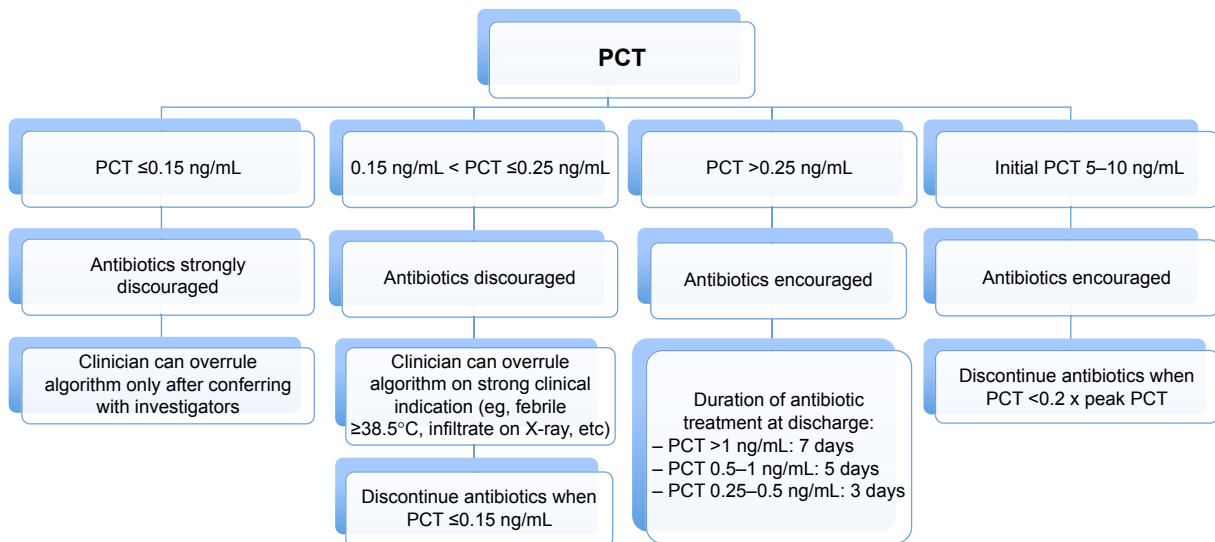 PCT
PCT ≤0.15 ng/mL
0.15 ng/mL < PCT ≤0.25 ng/mL
PCT >0.25 ng/mL
Initial PCT 5–10 ng/mL
Antibiotics strongly
discouraged
Antibiotics discouraged
Antibiotics encouraged
Antibiotics encouraged
Clinician can overrule
algorithm only after conferring
with investigators
Clinician can overrule
algorithm on strong clinical
indication (eg, febrile
≥38.5°C, infiltrate on X-ray, etc)
Duration of antibiotic
treatment at discharge:
– PCT >1 ng/mL: 7 days
– PCT 0.5–1 ng/mL: 5 days
– PCT 0.25–0.5 ng/mL: 3 days
Discontinue antibiotics when
PCT <0.2 x peak PCT
Discontinue antibiotics when
PCT ≤0.15 ng/mL